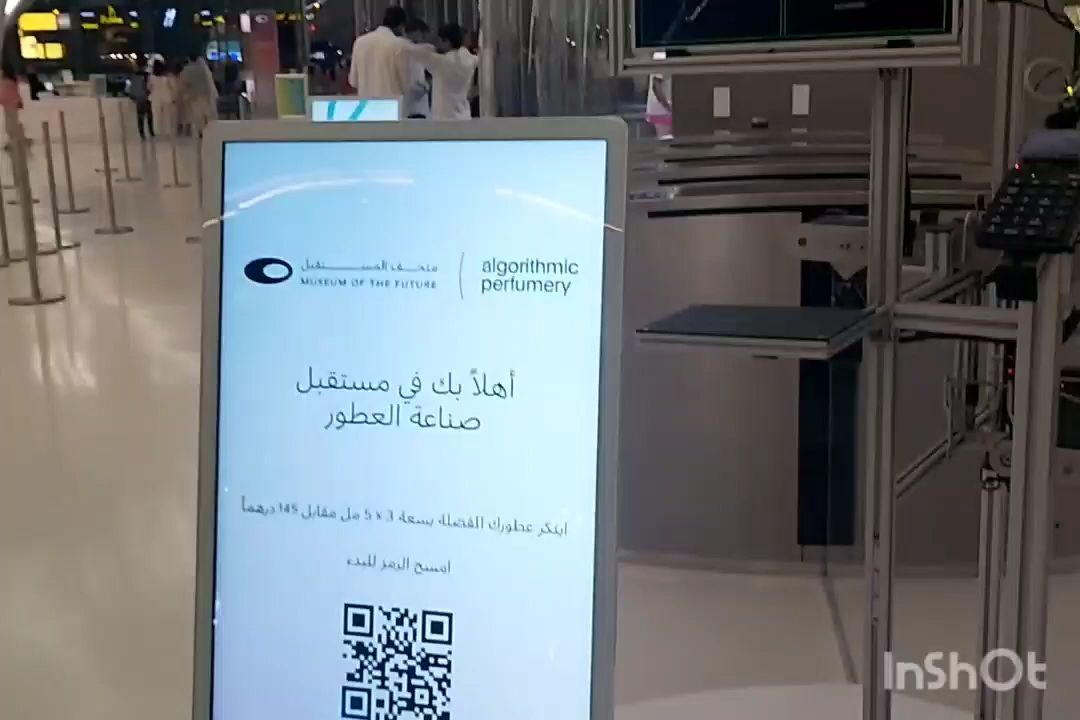 متحف المستقبل
MUSEUM OF THE FUTURE
algorithmic
perfumery
أهلاً بك في مستقبل
صناعة العطور
ابتكر عطورك المفضلة بسعة 3 x 5 مل مقابل 145 درهماً
امسح الرمز للبدء
InShOt